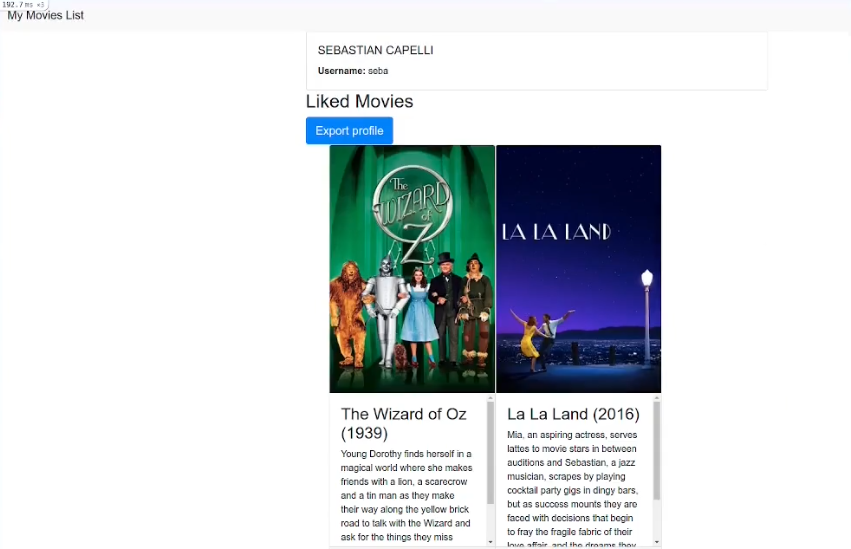 192.7 ms ×3
My Movies List
SEBASTIAN CAPELLI
Username: seba
Liked Movies
Export profile
The
WIZARD
of
Z
LA LA LAND
The Wizard of Oz
(1939)
Young Dorothy finds herself in a
magical world where she makes
friends with a lion, a scarecrow
and a tin man as they make
their way along the yellow brick
road to talk with the Wizard and
ask for the things they miss
La La Land (2016)
Mia, an aspiring actress, serves
lattes to movie stars in between
auditions and Sebastian, a jazz
musician, scrapes by playing
cocktail party gigs in dingy bars,
but as success mounts they are
faced with decisions that begin
to fray the fragile fabric of their
love affair, and the dreams they